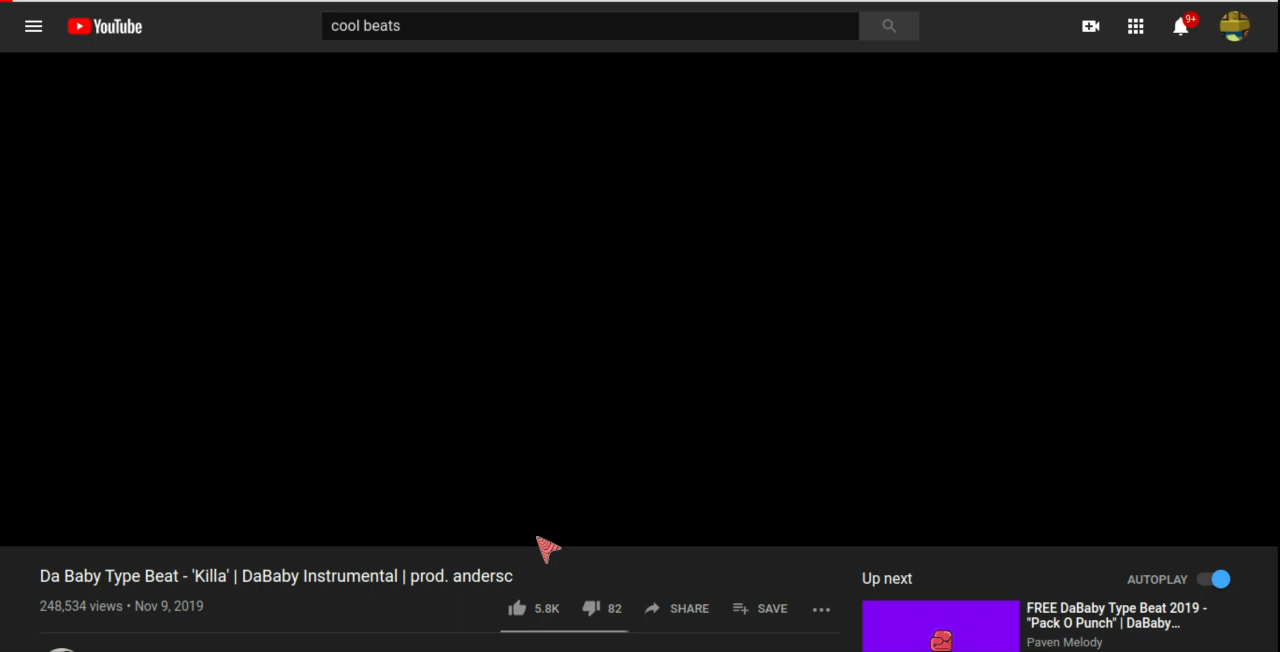 YouTube
cool beats
9+
Da Baby Type Beat - 'Killa' | DaBaby Instrumental | prod. andersc
248,534 views • Nov 9, 2019
5.8K
82
SHARE
SAVE
Up next
AUTOPLAY
FREE DaBaby Type Beat 2019 -
"Pack O Punch" | DaBaby…
Paven Melody